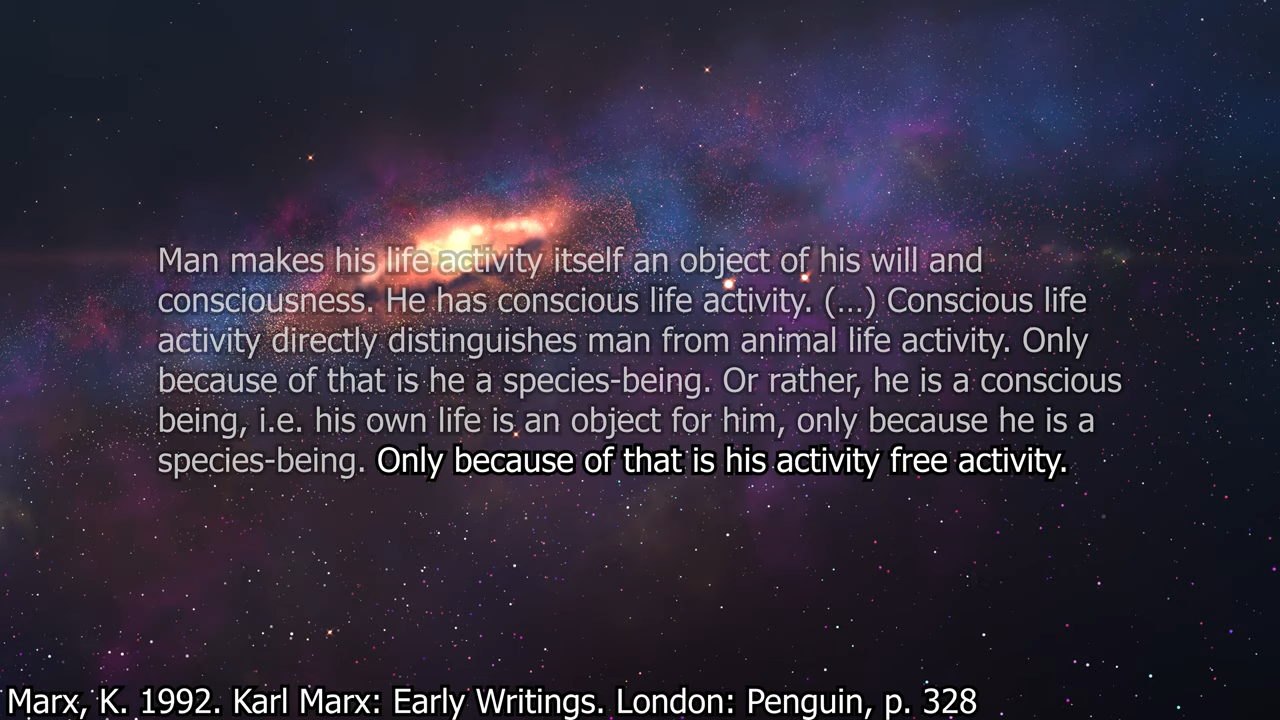 Man makes his life activity itself an object of his will and
consciousness. He has conscious life activity. (...) Conscious life
activity directly distinguishes man from animal life activity. Only
because of that is he a species-being. Or rather, he is a conscious
being, i.e. his own life is an object for him, only because he is a
species-being. Only because of that is his activity free activity.
Marx, K. 1992. Karl Marx: Early Writings. London: Penguin, p. 328